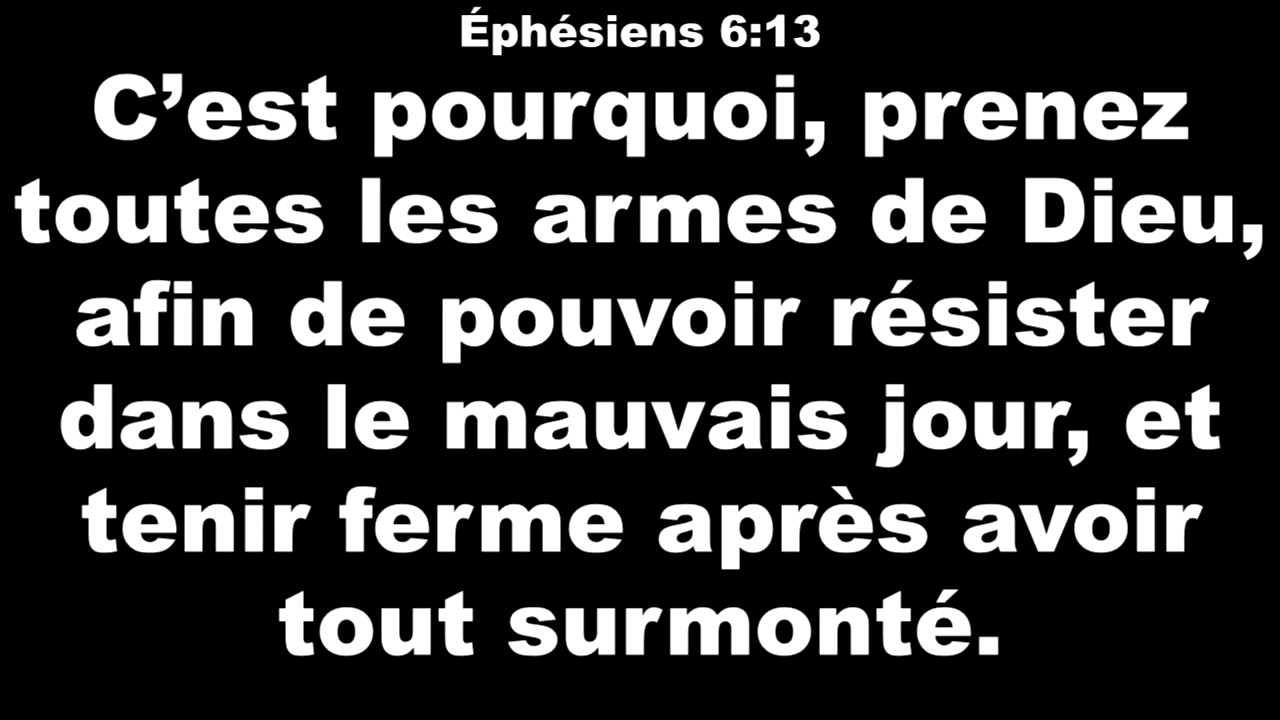 Éphésiens 6:13
C’est pourquoi, prenez
toutes les armes de Dieu,
afin de pouvoir résister
dans le mauvais jour, et
tenir ferme après avoir
tout surmonté.